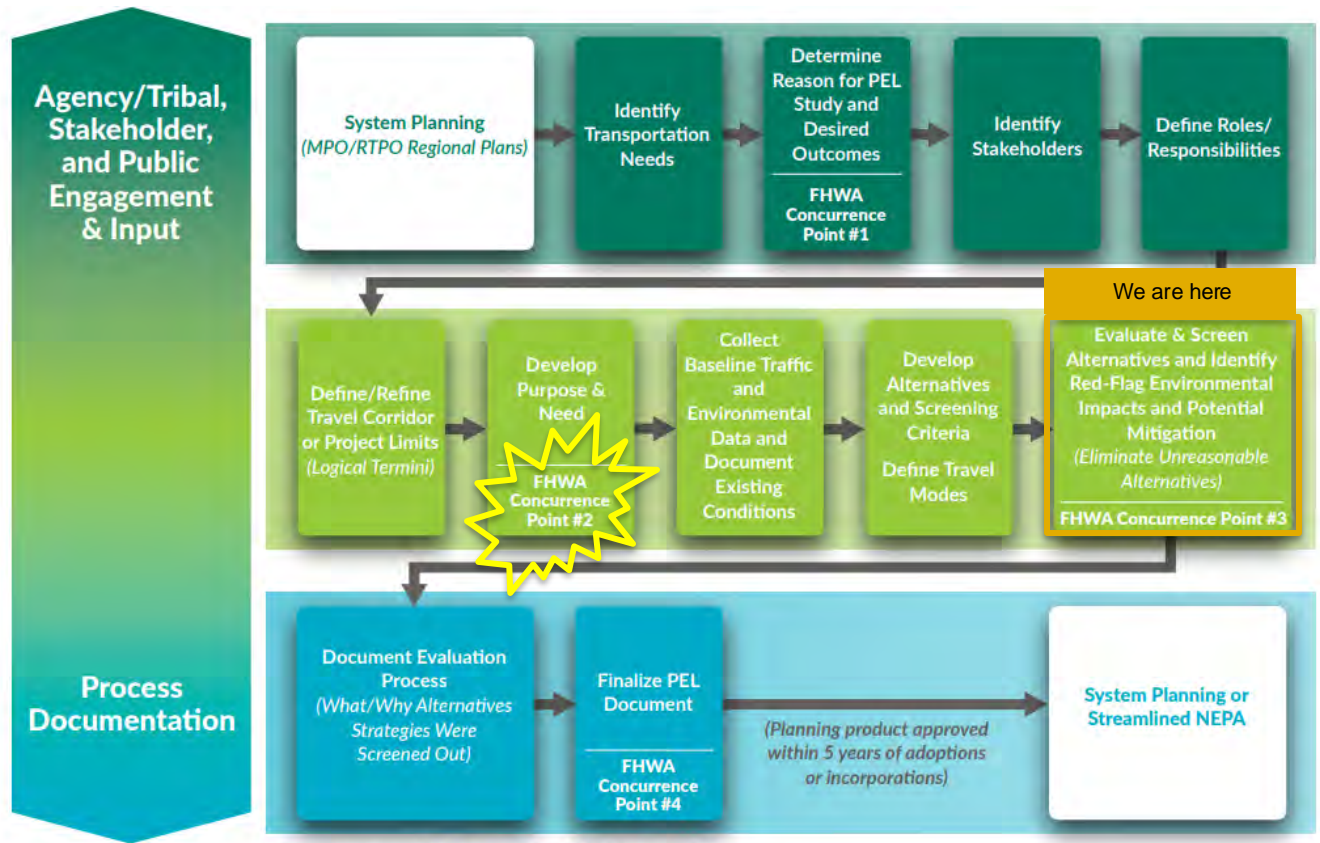 Agency/Tribal,
Stakeholder,
and Public
Engagement
& Input
System Planning
(MPO/RTPO Regional Plans)
Identify
Transportation
Needs
Determine
Reason for PEL
Study and
Desired
Outcomes
FHWA
Concurrence
Point #1
Identify
Stakeholders
Define Roles/
Responsibilities
We are here
Define/Refine
Travel Corridor
or Project Limits
(Logical Termini)
Develop
Purpose &
Need
FHWA
Concurrence
Point #2
Collect
Baseline Traffic
and
Environmental
Data and
Document
Existing
Conditions
Develop
Alternatives
and Screening
Criteria
Define Travel
Modes
Evaluate & Screen
Alternatives and Identify
Red-Flag Environmental
Impacts and Potential
Mitigation
(Eliminate Unreasonable
Alternatives)
FHWA Concurrence Point #3
Process
Documentation
Document Evaluation
Process
(What/Why Alternatives
Strategies Were
Screened Out)
Finalize PEL
Document
FHWA
Concurrence
Point #4
(Planning product approved
within 5 years of adoptions
or incorporations)
System Planning or
Streamlined NEPA